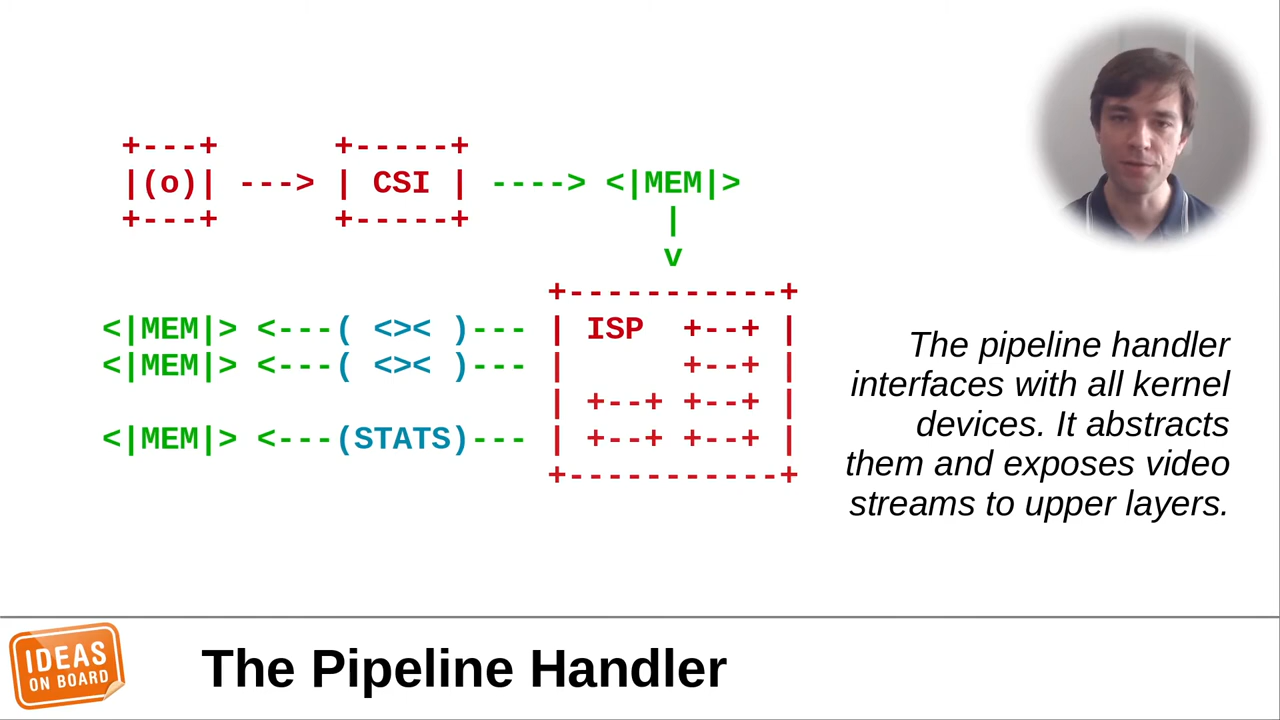 +---+ +-----+
|(o)| ---> | CSI | ----> <|MEM|>
+---+ +-----+ |
v
+-----------+
<|MEM|> <---( <>< )--- | ISP +--+ |
<|MEM|> <---( <>< )--- | +--+ |
| +--+ +--+ |
<|MEM|> <---(STATS)--- | +--+ +--+ |
+-----------+
The pipeline handler
interfaces with all kernel
devices. It abstracts
them and exposes video
streams to upper layers.
IDEAS
ON BOARD
The Pipeline Handler